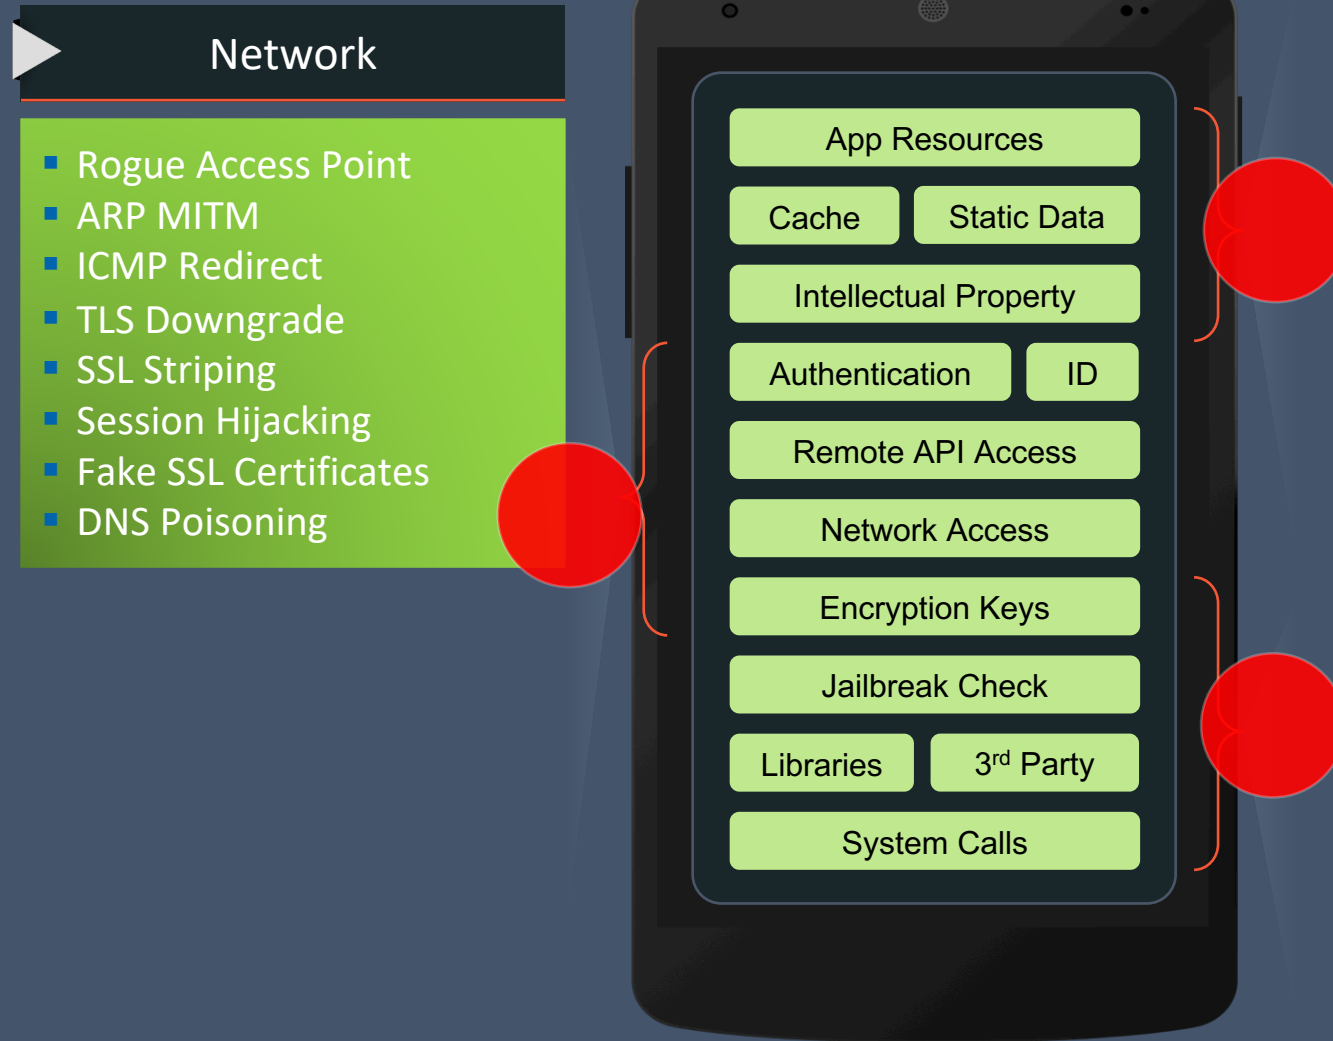 Network
▪ Rogue Access Point
▪ ARP MITM
▪ ICMP Redirect
▪ TLS Downgrade
▪ SSL Striping
▪ Session Hijacking
▪ Fake SSL Certificates
▪ DNS Poisoning
App Resources
Cache Static Data
Intellectual Property
Authentication ID
Remote API Access
Network Access
Encryption Keys
Jailbreak Check
Libraries 3rd Party
System Calls